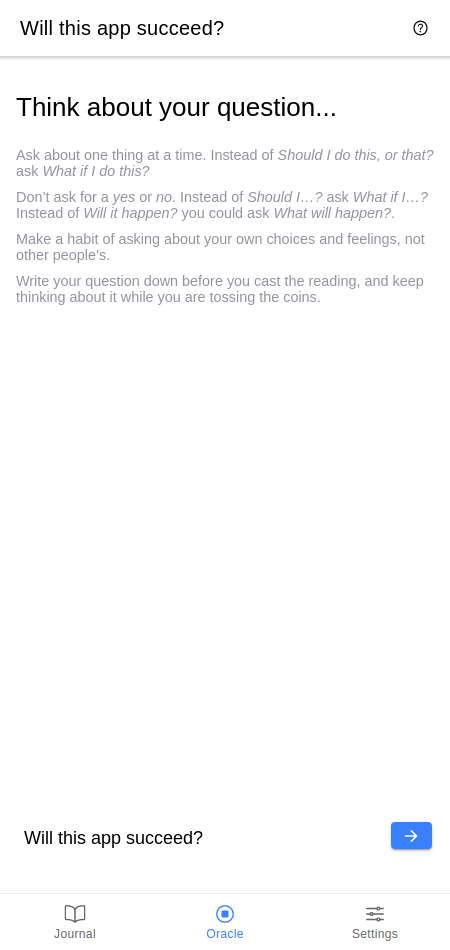 Will this app succeed?
Think about your question...
Ask about one thing at a time. Instead of Should I do this, or that?
ask What if I do this?
Don’t ask for a yes or no. Instead of Should I…? ask What if I…?
Instead of Will it happen? you could ask What will happen?.
Make a habit of asking about your own choices and feelings, not
other people’s.
Write your question down before you cast the reading, and keep
thinking about it while you are tossing the coins.
Will this app succeed?
Journal
Oracle
Settings